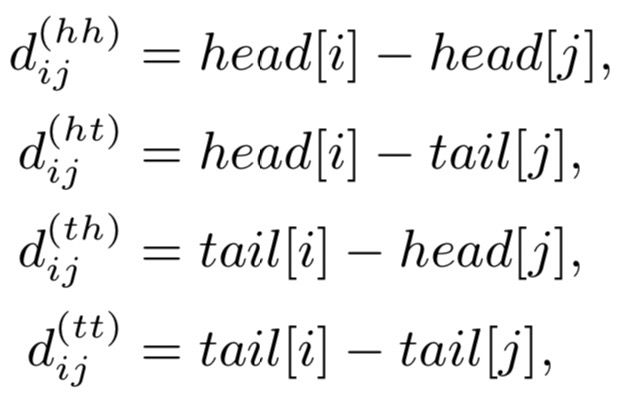 d_{ij}^{(hh)} = head[i] − head[j],
d_{ij}^{(ht)} = head[i] − tail[j],
d_{ij}^{(th)} = tail[i] − head[j],
d_{ij}^{(tt)} = tail[i] − tail[j],